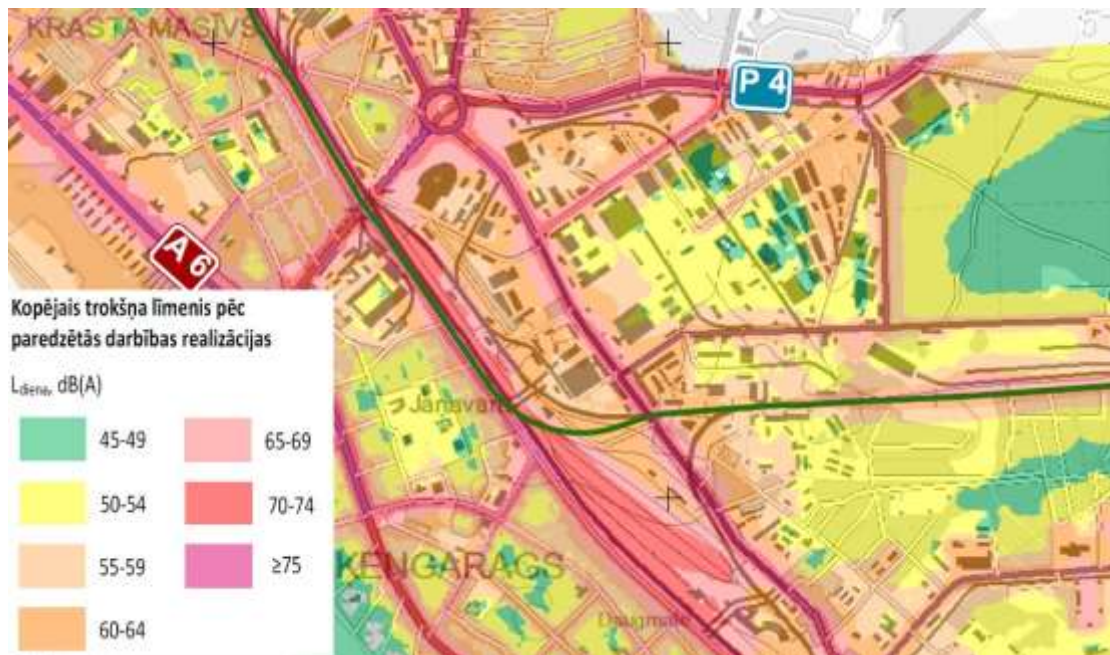 KRASTA MASĪVS
P 4
A 6
Kopējais trokšņa līmenis pēc
paredzētās darbības realizācijas
Ldiena, dB(A)
45-49
65-69
50-54
70-74
55-59
≥75
60-64
Jāņavārti
ĶENGARAGS
Daugmale